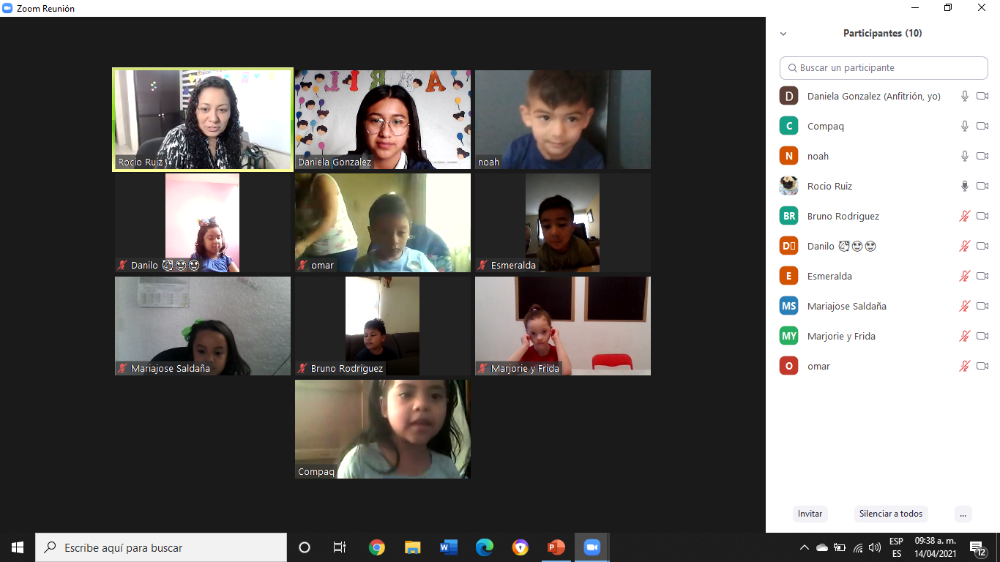 Zoom Reunión
Rocio Ruiz
Daniela Gonzalez
noah
Danilo 🥰🤩🤩
omar
Esmeralda
Mariajose Saldaña
Bruno Rodriguez
Marjorie y Frida
Compaq
Participantes (10)
Buscar un participante
D Daniela Gonzalez (Anfitrión, yo)
C Compaq
N noah
Rocio Ruiz
BR Bruno Rodriguez
D▯ Danilo 🥰🤩🤩
E Esmeralda
MS Mariajose Saldaña
MY Marjorie y Frida
O omar
Invitar Silenciar a todos ...
Escribe aquí para buscar
ESP
ES
09:38 a. m.
14/04/2021
12